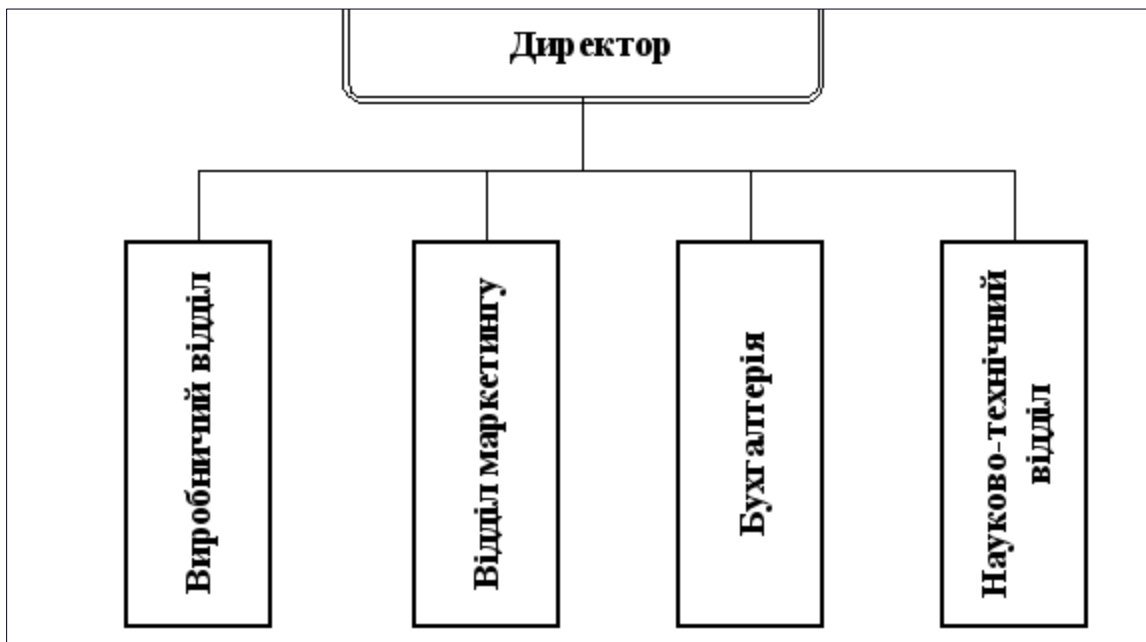 Директор
Виробничий відділ
Відділ маркетингу
Бухгалтерія
Науково-технічний
відділ